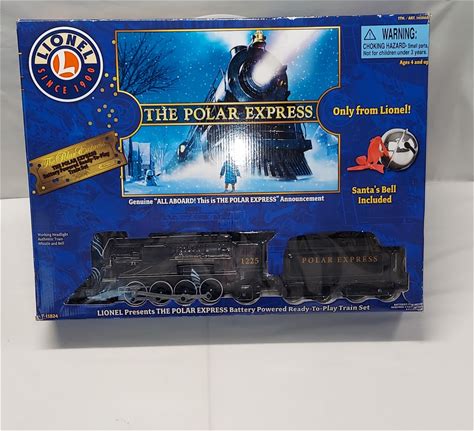 LIONEL
SINCE 1900
L
WARNING:
CHOKING HAZARD- Small parts.
Not for children under 3 years.
Ages 4 and up
THE POLAR EXPRESS
Only from Lionel!
Santa's Bell
Included
Genuine "ALL ABOARD! This is THE POLAR EXPRESS" Announcement
Working Headlight
Authentic Train
Whistle and Bell
1225
POLAR EXPRESS
LIONEL Presents THE POLAR EXPRESS Battery Powered Ready-To-Play Train Set